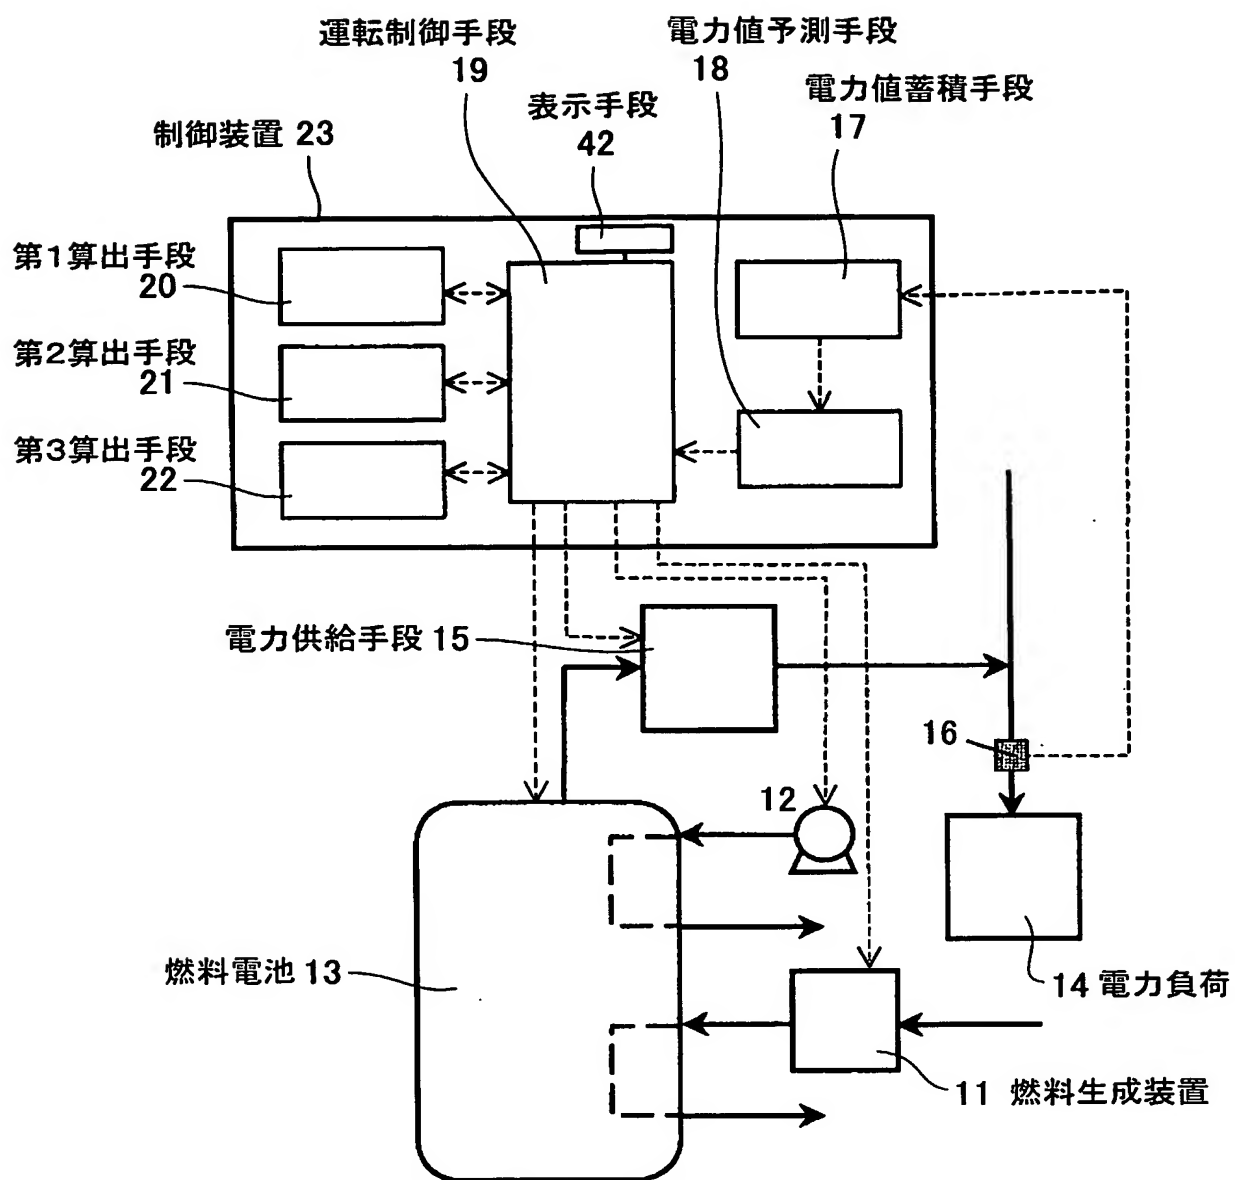 運転制御手段
19
電力値予測手段
18
電力値蓄積手段
17
表示手段
42
制御装置 23
第1算出手段
20
第2算出手段
21
第3算出手段
22
電力供給手段 15
16
12
燃料電池 13
14 電力負荷
11 燃料生成装置